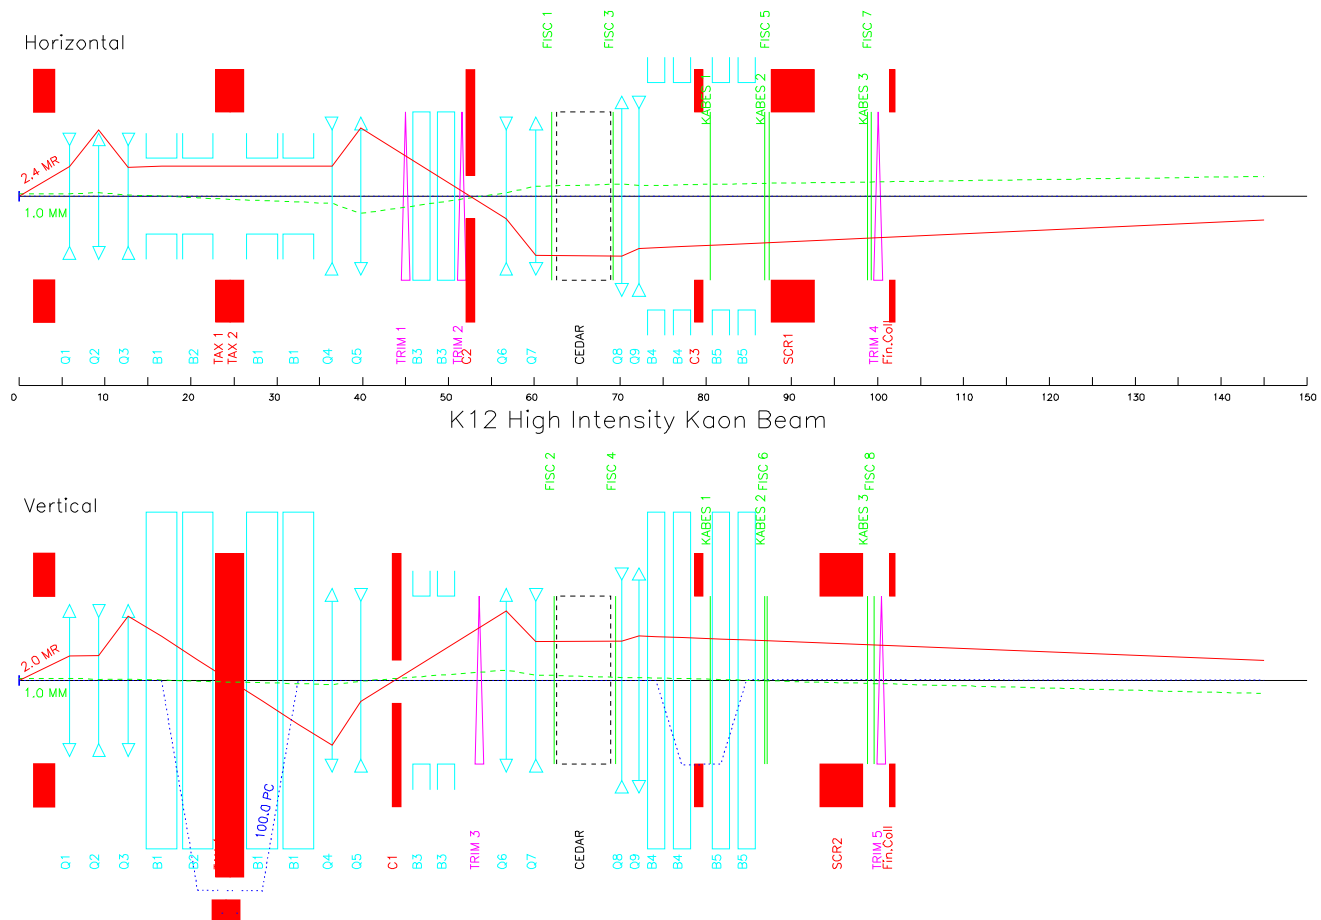 FISC 1
FISC 3
FISC 5
FISC 7
Horizontal
KABES 1
KABES 2
KABES 3
2.4 MR
1.0 MM
Q1
Q2
Q3
B1
B2
TAX 1
TAX 2
B1
B1
Q4
Q5
TRIM 1
B3
B3
TRIM 2
C2
Q6
Q7
CEDAR
Q8
Q9
B4
B4
C3
B5
B5
SCR1
TRIM 4
Fin.Coll
0 10 20 30 40 50 60 70 80 90 100 110 120 130 140 150
K12 High Intensity Kaon Beam
FISC 2
FISC 4
FISC 6
FISC 8
Vertical
KABES 1
KABES 2
KABES 3
2.0 MR
1.0 MM
100.0 PC
Q1
Q2
Q3
B1
B2
B1
B1
Q4
Q5
C1
B3
B3
TRIM 3
Q6
Q7
CEDAR
Q8
Q9
B4
B4
B5
B5
SCR2
TRIM 5
Fin.Coll